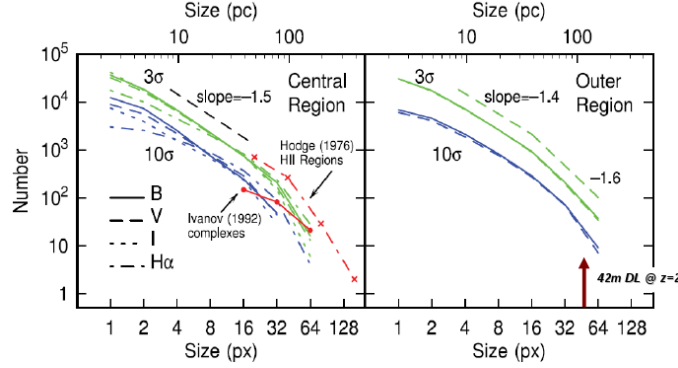 Size (pc)
Size (pc)
10
100
10
100
10^5
10^4
10^3
10^2
10
1
Number
3σ
slope=−1.5
Central
Region
Hodge (1976)
HII Regions
10σ
B
V
I
Hα
Ivanov (1992)
complexes
3σ
slope=−1.4
Outer
Region
10σ
−1.6
42m DL @ z=2
1 2 4 8 16 32 64 128
1 2 4 8 16 32 64 128
Size (px)
Size (px)